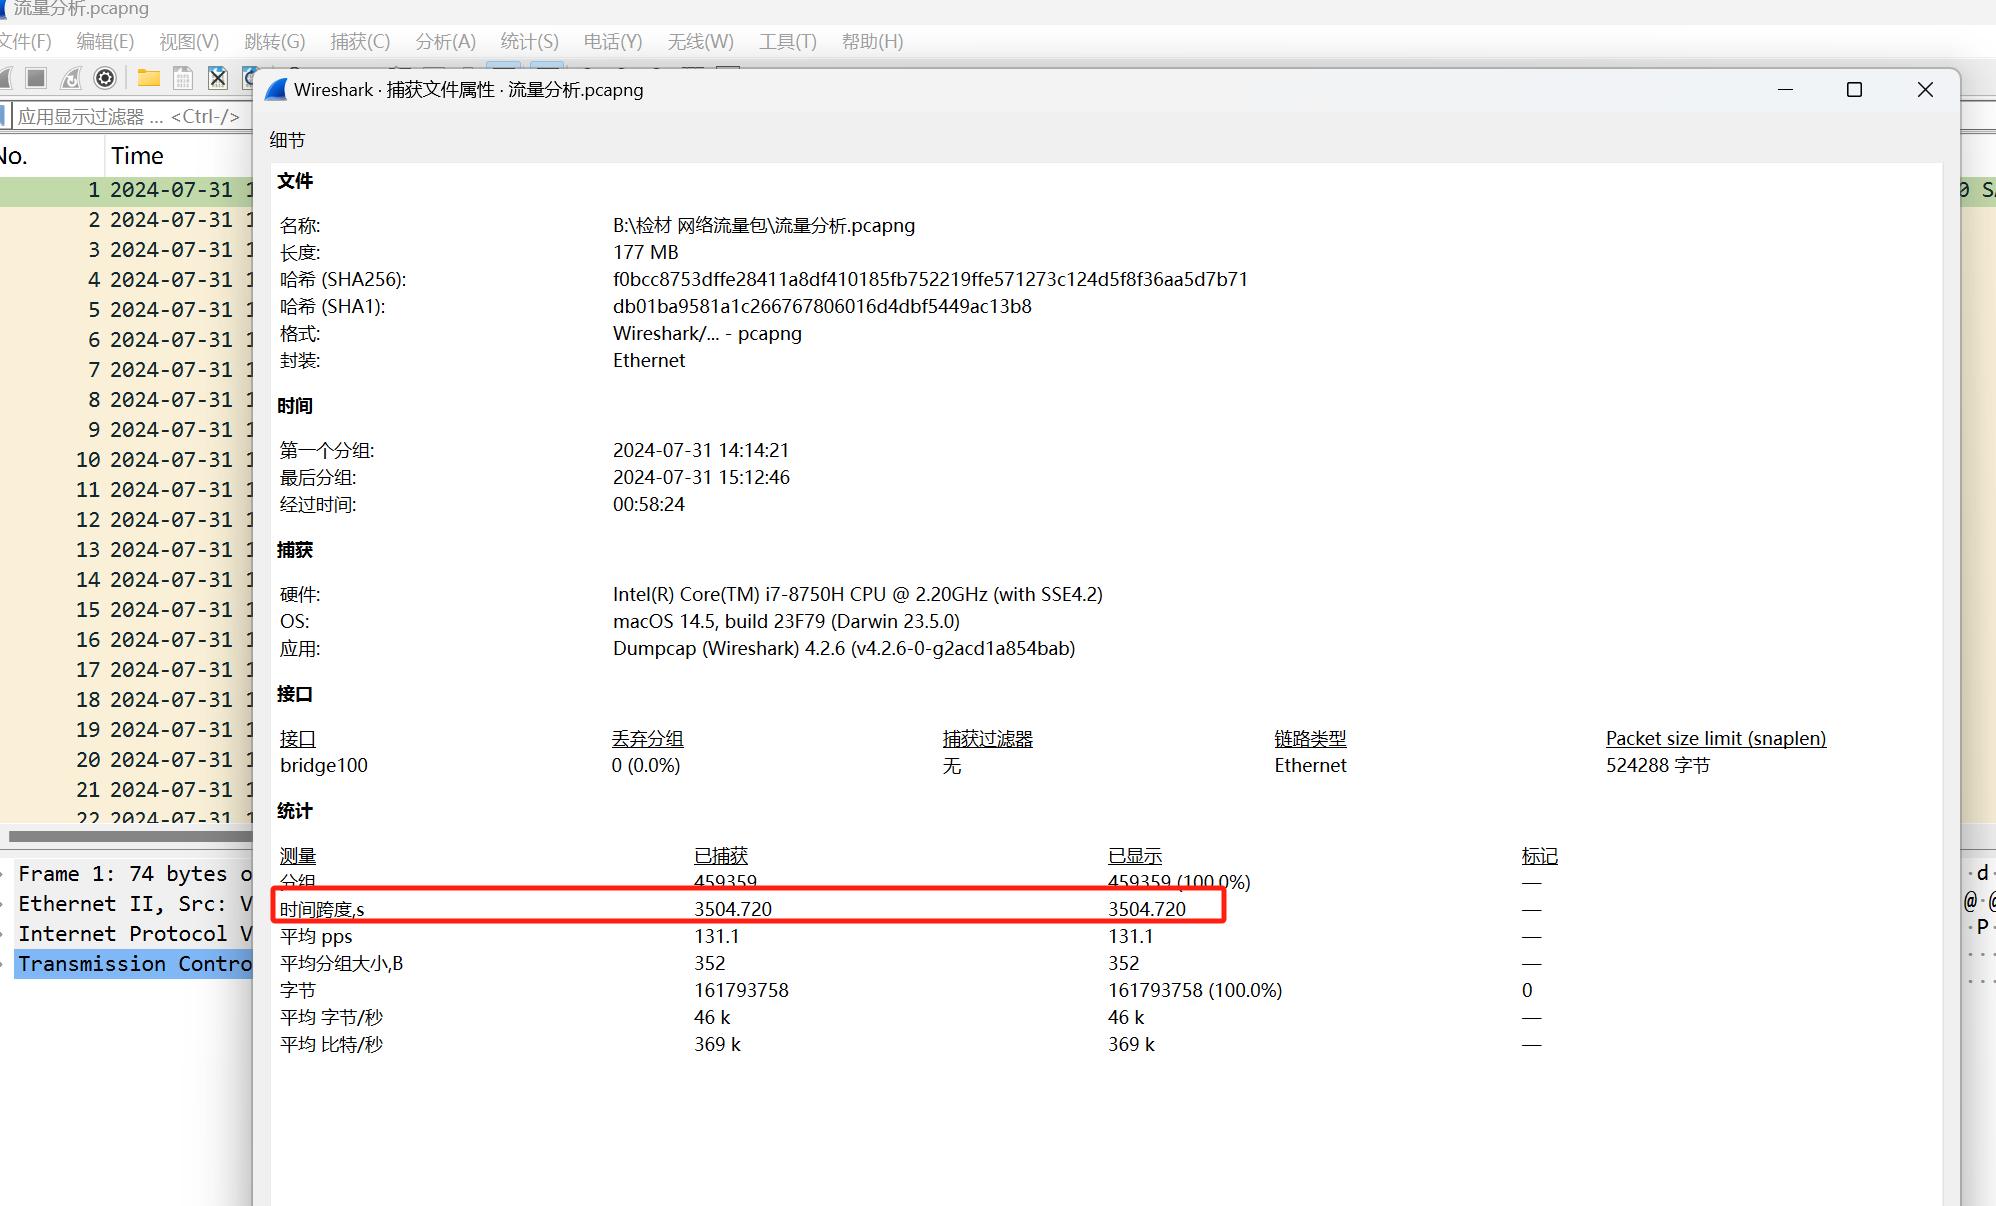 流量分析.pcapng
文件(F) 编辑(E) 视图(V) 跳转(G) 捕获(C) 分析(A) 统计(S) 电话(Y) 无线(W) 工具(T) 帮助(H)
Wireshark · 捕获文件属性 · 流量分析.pcapng
应用显示过滤器 … <Ctrl-/>
细节
No. Time
文件
1 2024-07-31 1
2 2024-07-31 1
3 2024-07-31 1
4 2024-07-31 1
5 2024-07-31 1
6 2024-07-31 1
7 2024-07-31 1
8 2024-07-31 1
9 2024-07-31 1
10 2024-07-31 1
11 2024-07-31 1
12 2024-07-31 1
13 2024-07-31 1
14 2024-07-31 1
15 2024-07-31 1
16 2024-07-31 1
17 2024-07-31 1
18 2024-07-31 1
19 2024-07-31 1
20 2024-07-31 1
21 2024-07-31 1
22 2024-07-31 1
名称: B:\检材 网络流量包\流量分析.pcapng
长度: 177 MB
哈希 (SHA256): f0bcc8753dffe28411a8df410185fb752219ffe571273c124d5f8f36aa5d7b71
哈希 (SHA1): db01ba9581a1c266767806016d4dbf5449ac13b8
格式: Wireshark/... - pcapng
封装: Ethernet
时间
第一个分组: 2024-07-31 14:14:21
最后分组: 2024-07-31 15:12:46
经过时间: 00:58:24
捕获
硬件: Intel(R) Core(TM) i7-8750H CPU @ 2.20GHz (with SSE4.2)
OS: macOS 14.5, build 23F79 (Darwin 23.5.0)
应用: Dumpcap (Wireshark) 4.2.6 (v4.2.6-0-g2acd1a854bab)
接口
接口 丢弃分组 捕获过滤器 链路类型 Packet size limit (snaplen)
bridge100 0 (0.0%) 无 Ethernet 524288 字节
统计
测量 已捕获 已显示 标记
分组 459359 459359 (100.0%) —
时间跨度,s 3504.720 3504.720 —
平均 pps 131.1 131.1 —
平均分组大小,B 352 352 —
字节 161793758 161793758 (100.0%) 0
平均 字节/秒 46 k 46 k —
平均 比特/秒 369 k 369 k —
Frame 1: 74 bytes o
Ethernet II, Src: V
Internet Protocol V
Transmission Contro